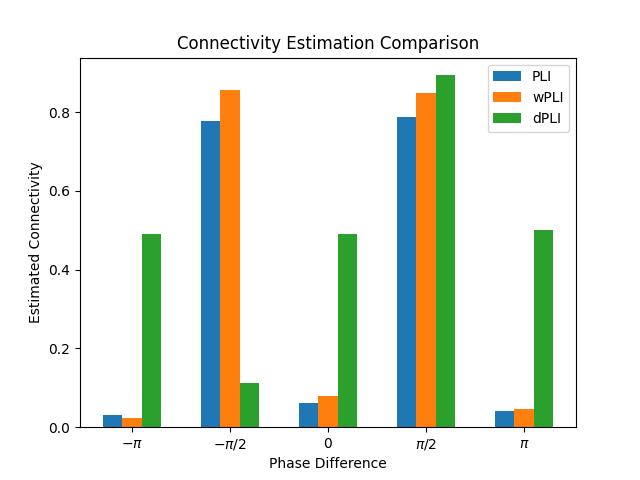 Connectivity Estimation Comparison
PLI
wPLI
dPLI
0.8
0.6
0.4
0.2
0.0
Estimated Connectivity
−π
−π/2
0
π/2
π
Phase Difference